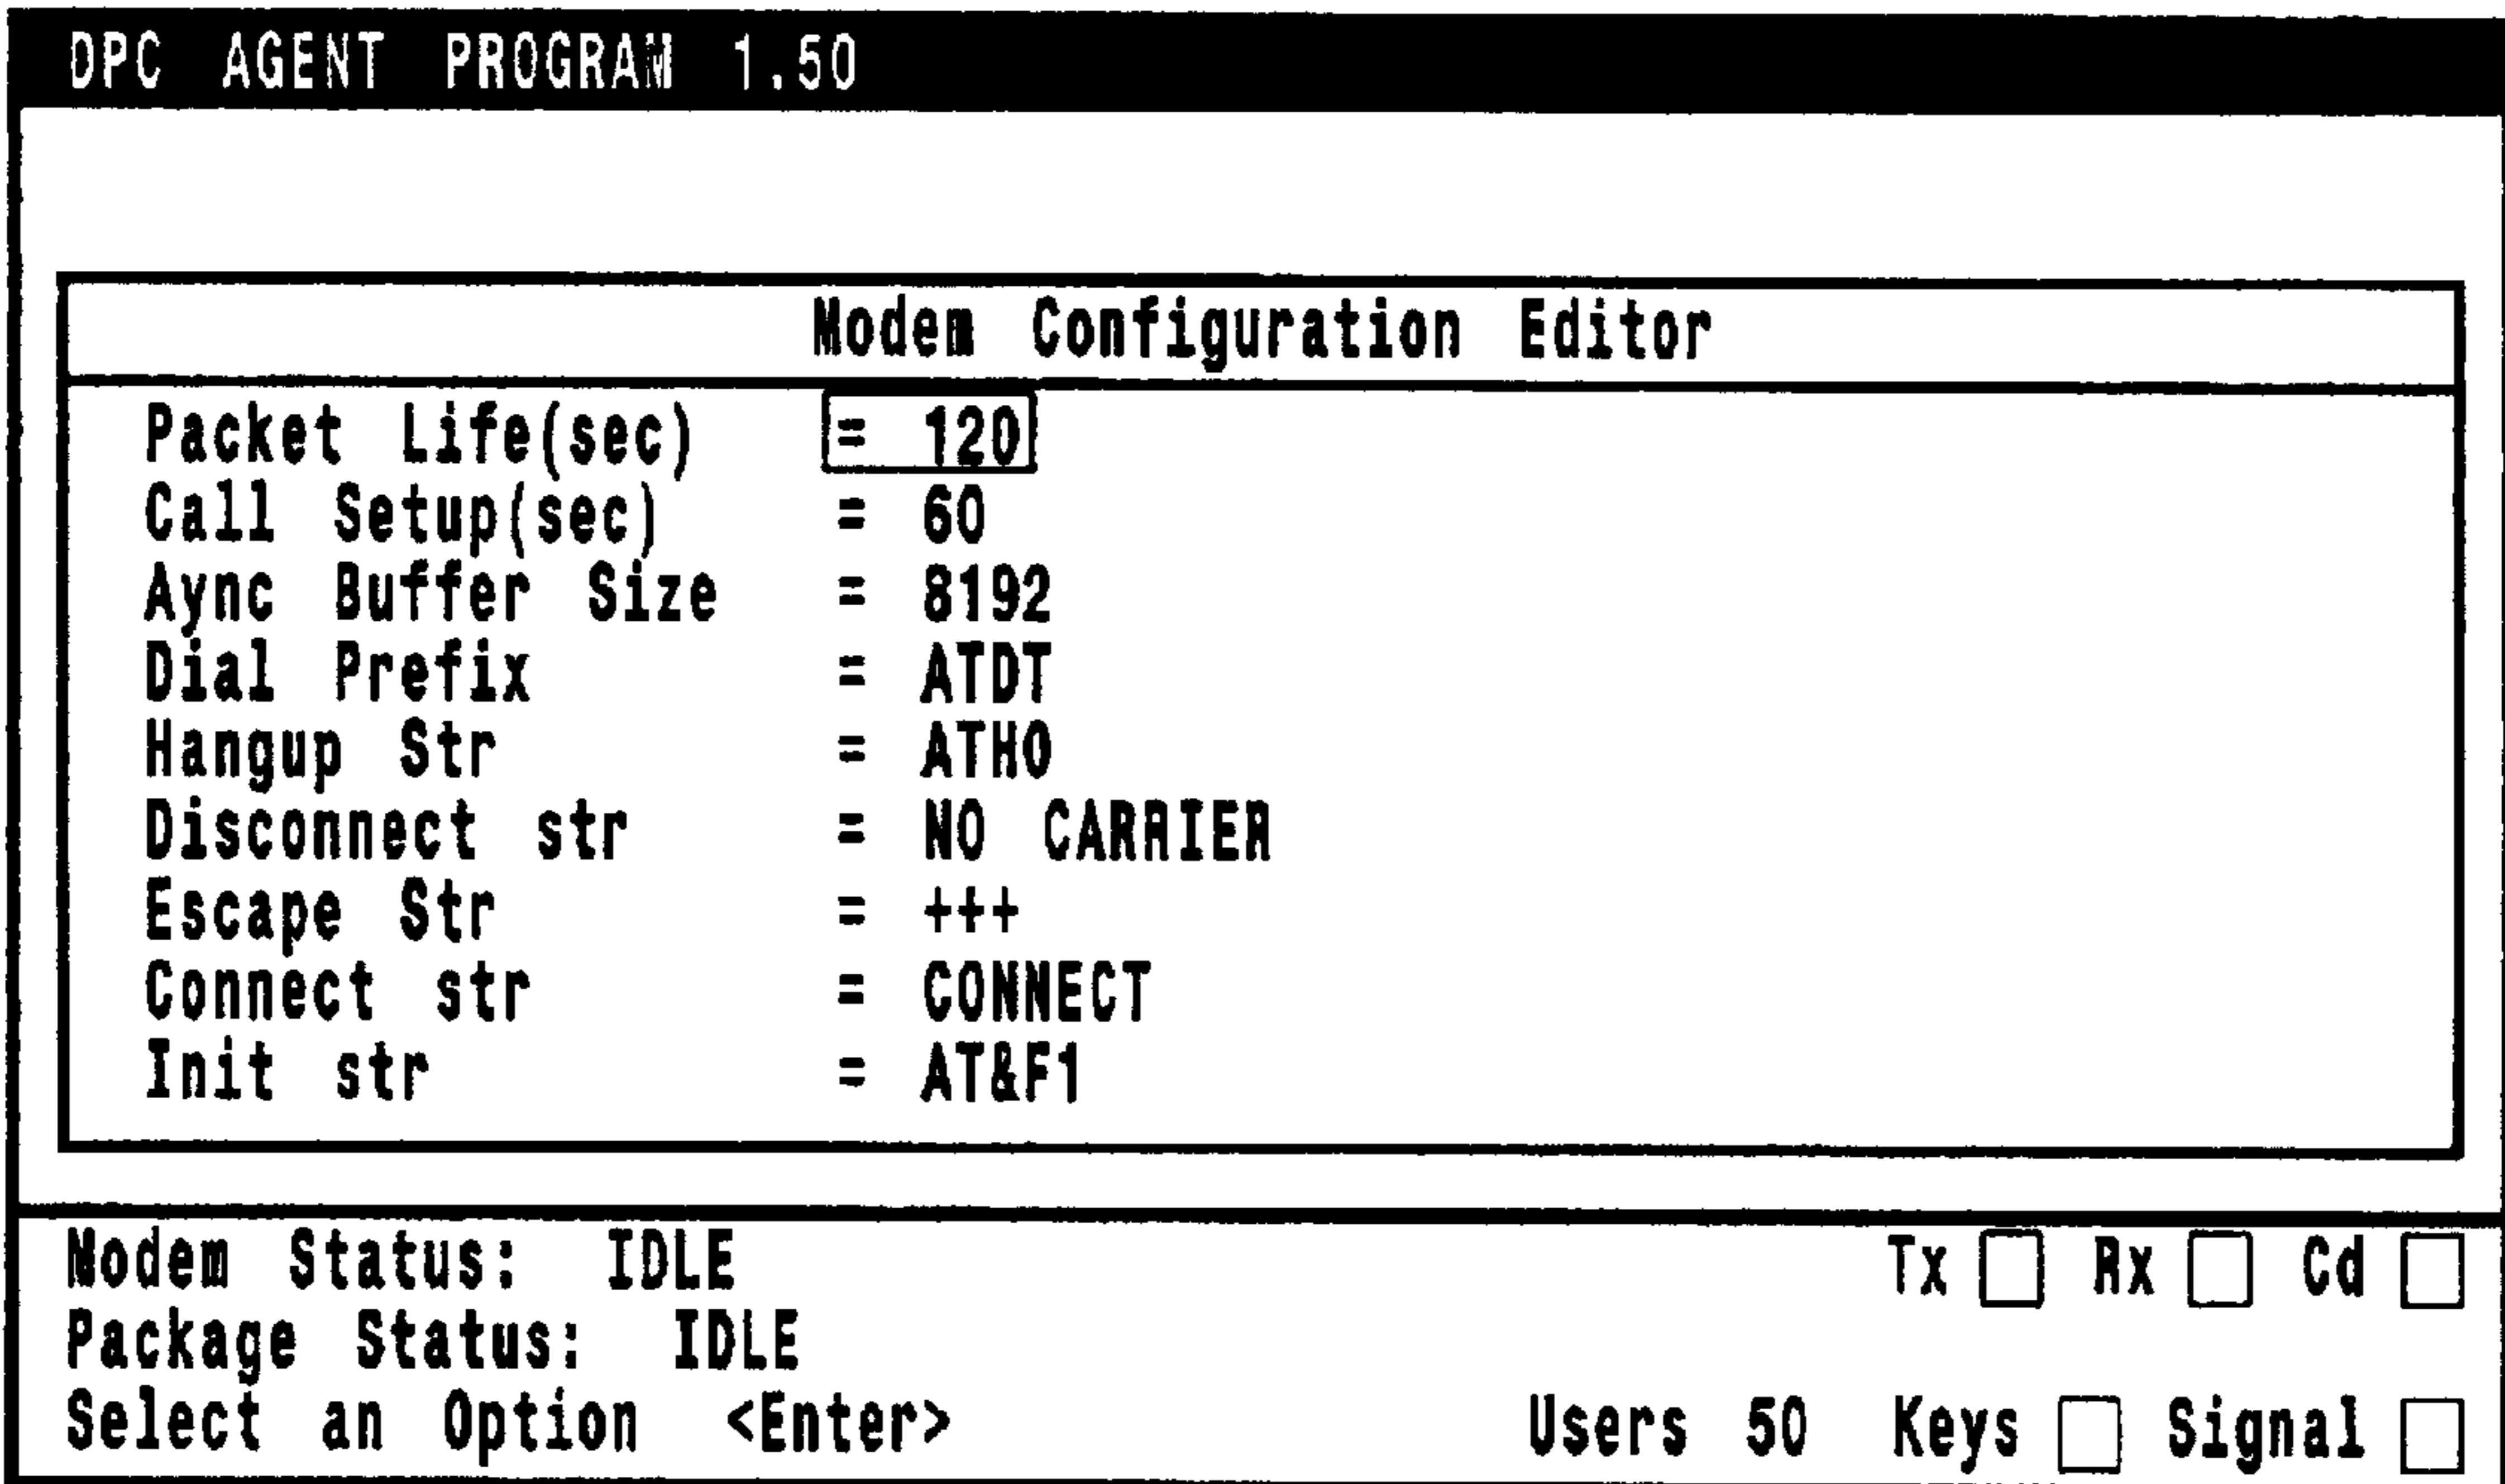 DPC AGENT PROGRAM 1.50
Modem Configuration Editor
Packet Life(sec) = 120
Call Setup(sec) = 60
Aync Buffer Size = 8192
Dial Prefix = ATDT
Hangup Str = ATH0
Disconnect str = NO CARRIER
Escape Str = +++
Connect str = CONNECT
Init str = AT&F1
Modem Status: IDLE Tx Rx Cd
Package Status: IDLE
Select an Option <Enter> Users 50 Keys Signal